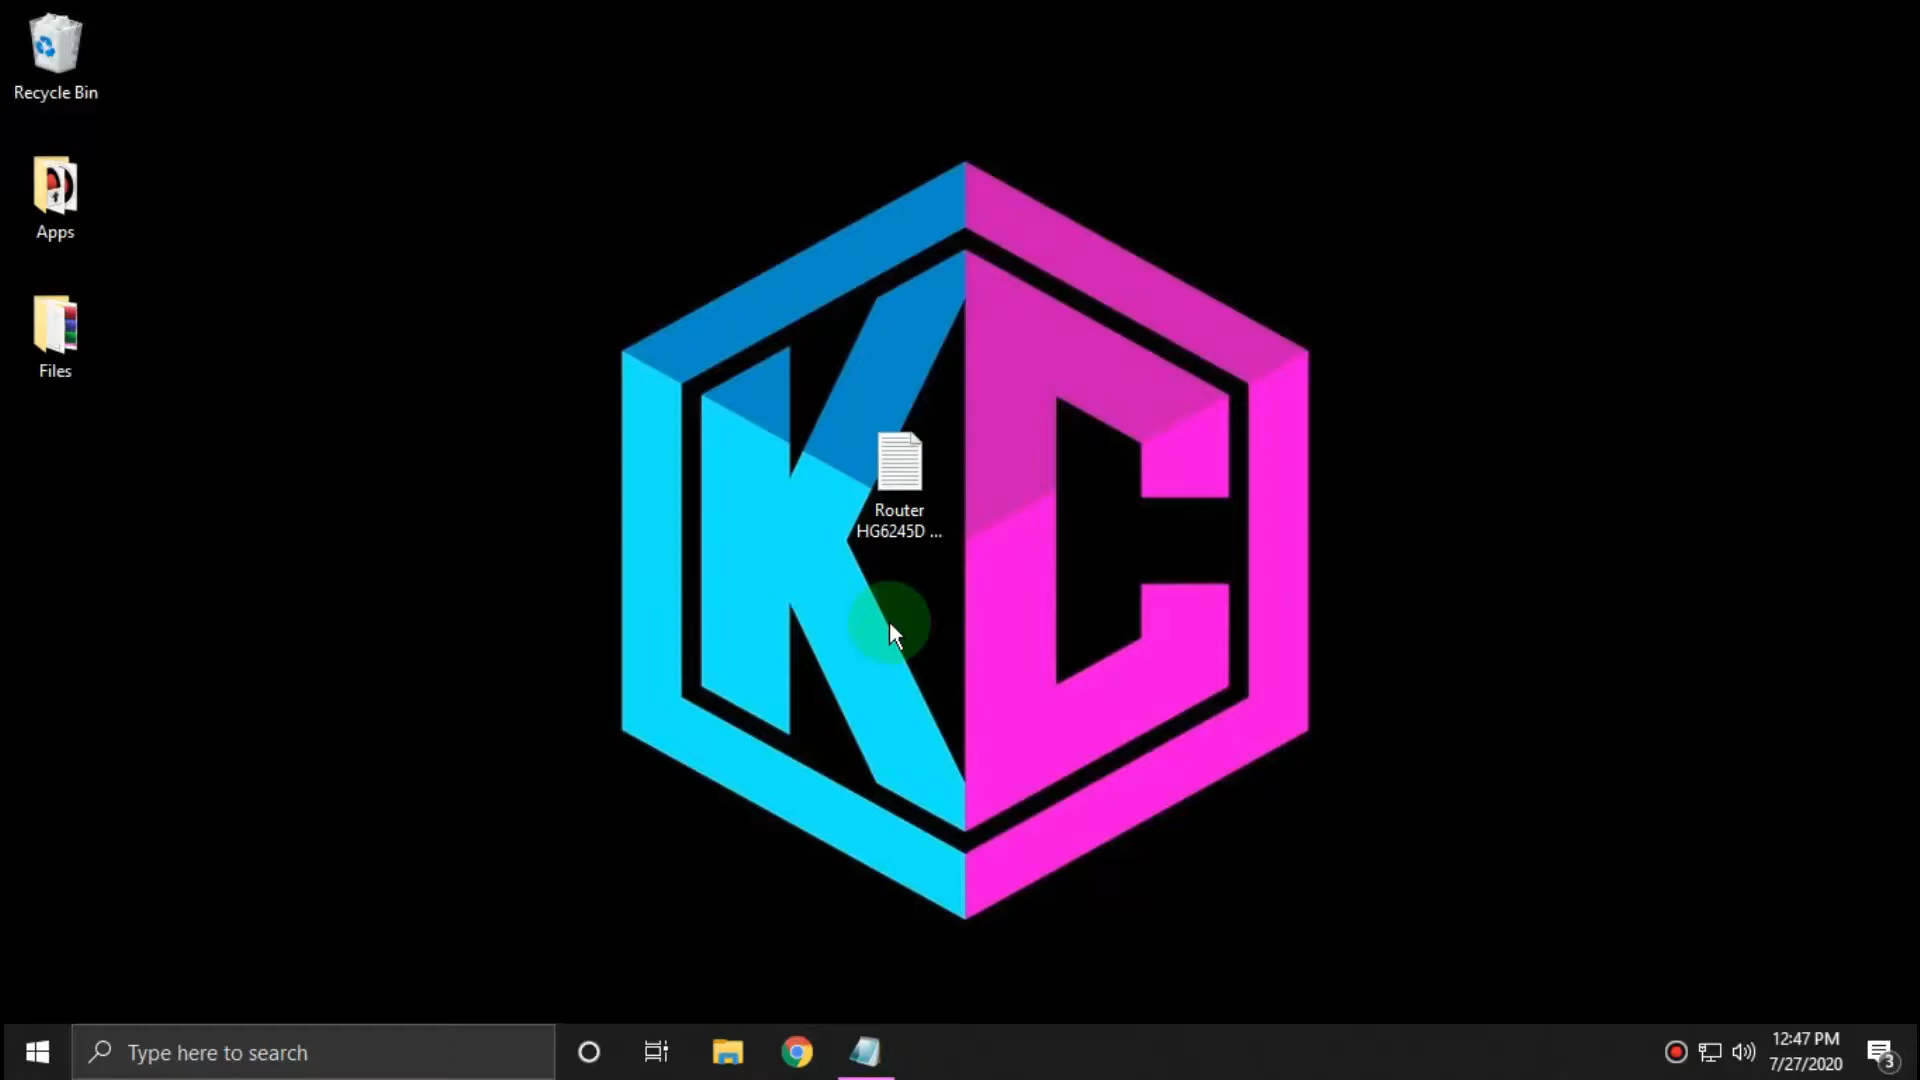 Recycle Bin
Apps
Files
KC
Router
HG6245D ...
Type here to search
12:47 PM
7/27/2020
3